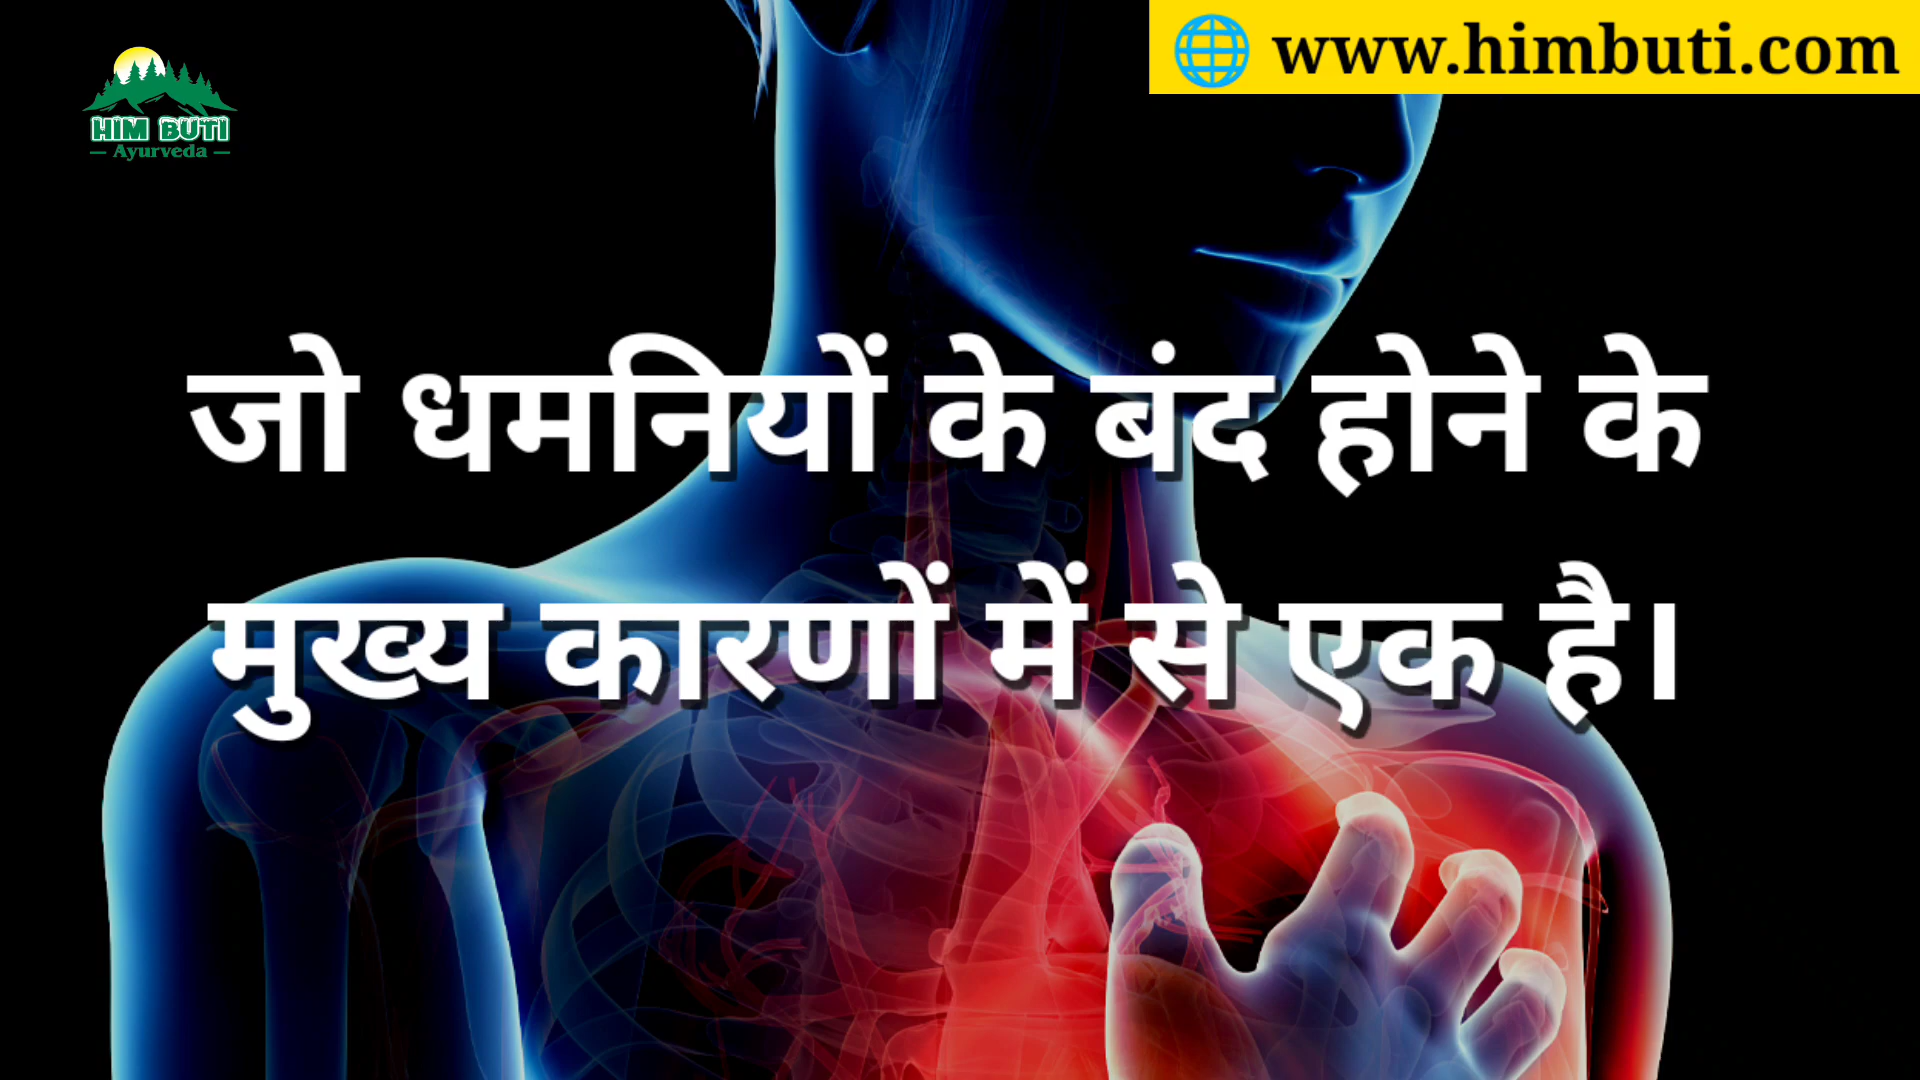 www.himbuti.com
HIM BUTI
Ayurveda
जो धमनियों के बंद होने के
मुख्य कारणों में से एक है।